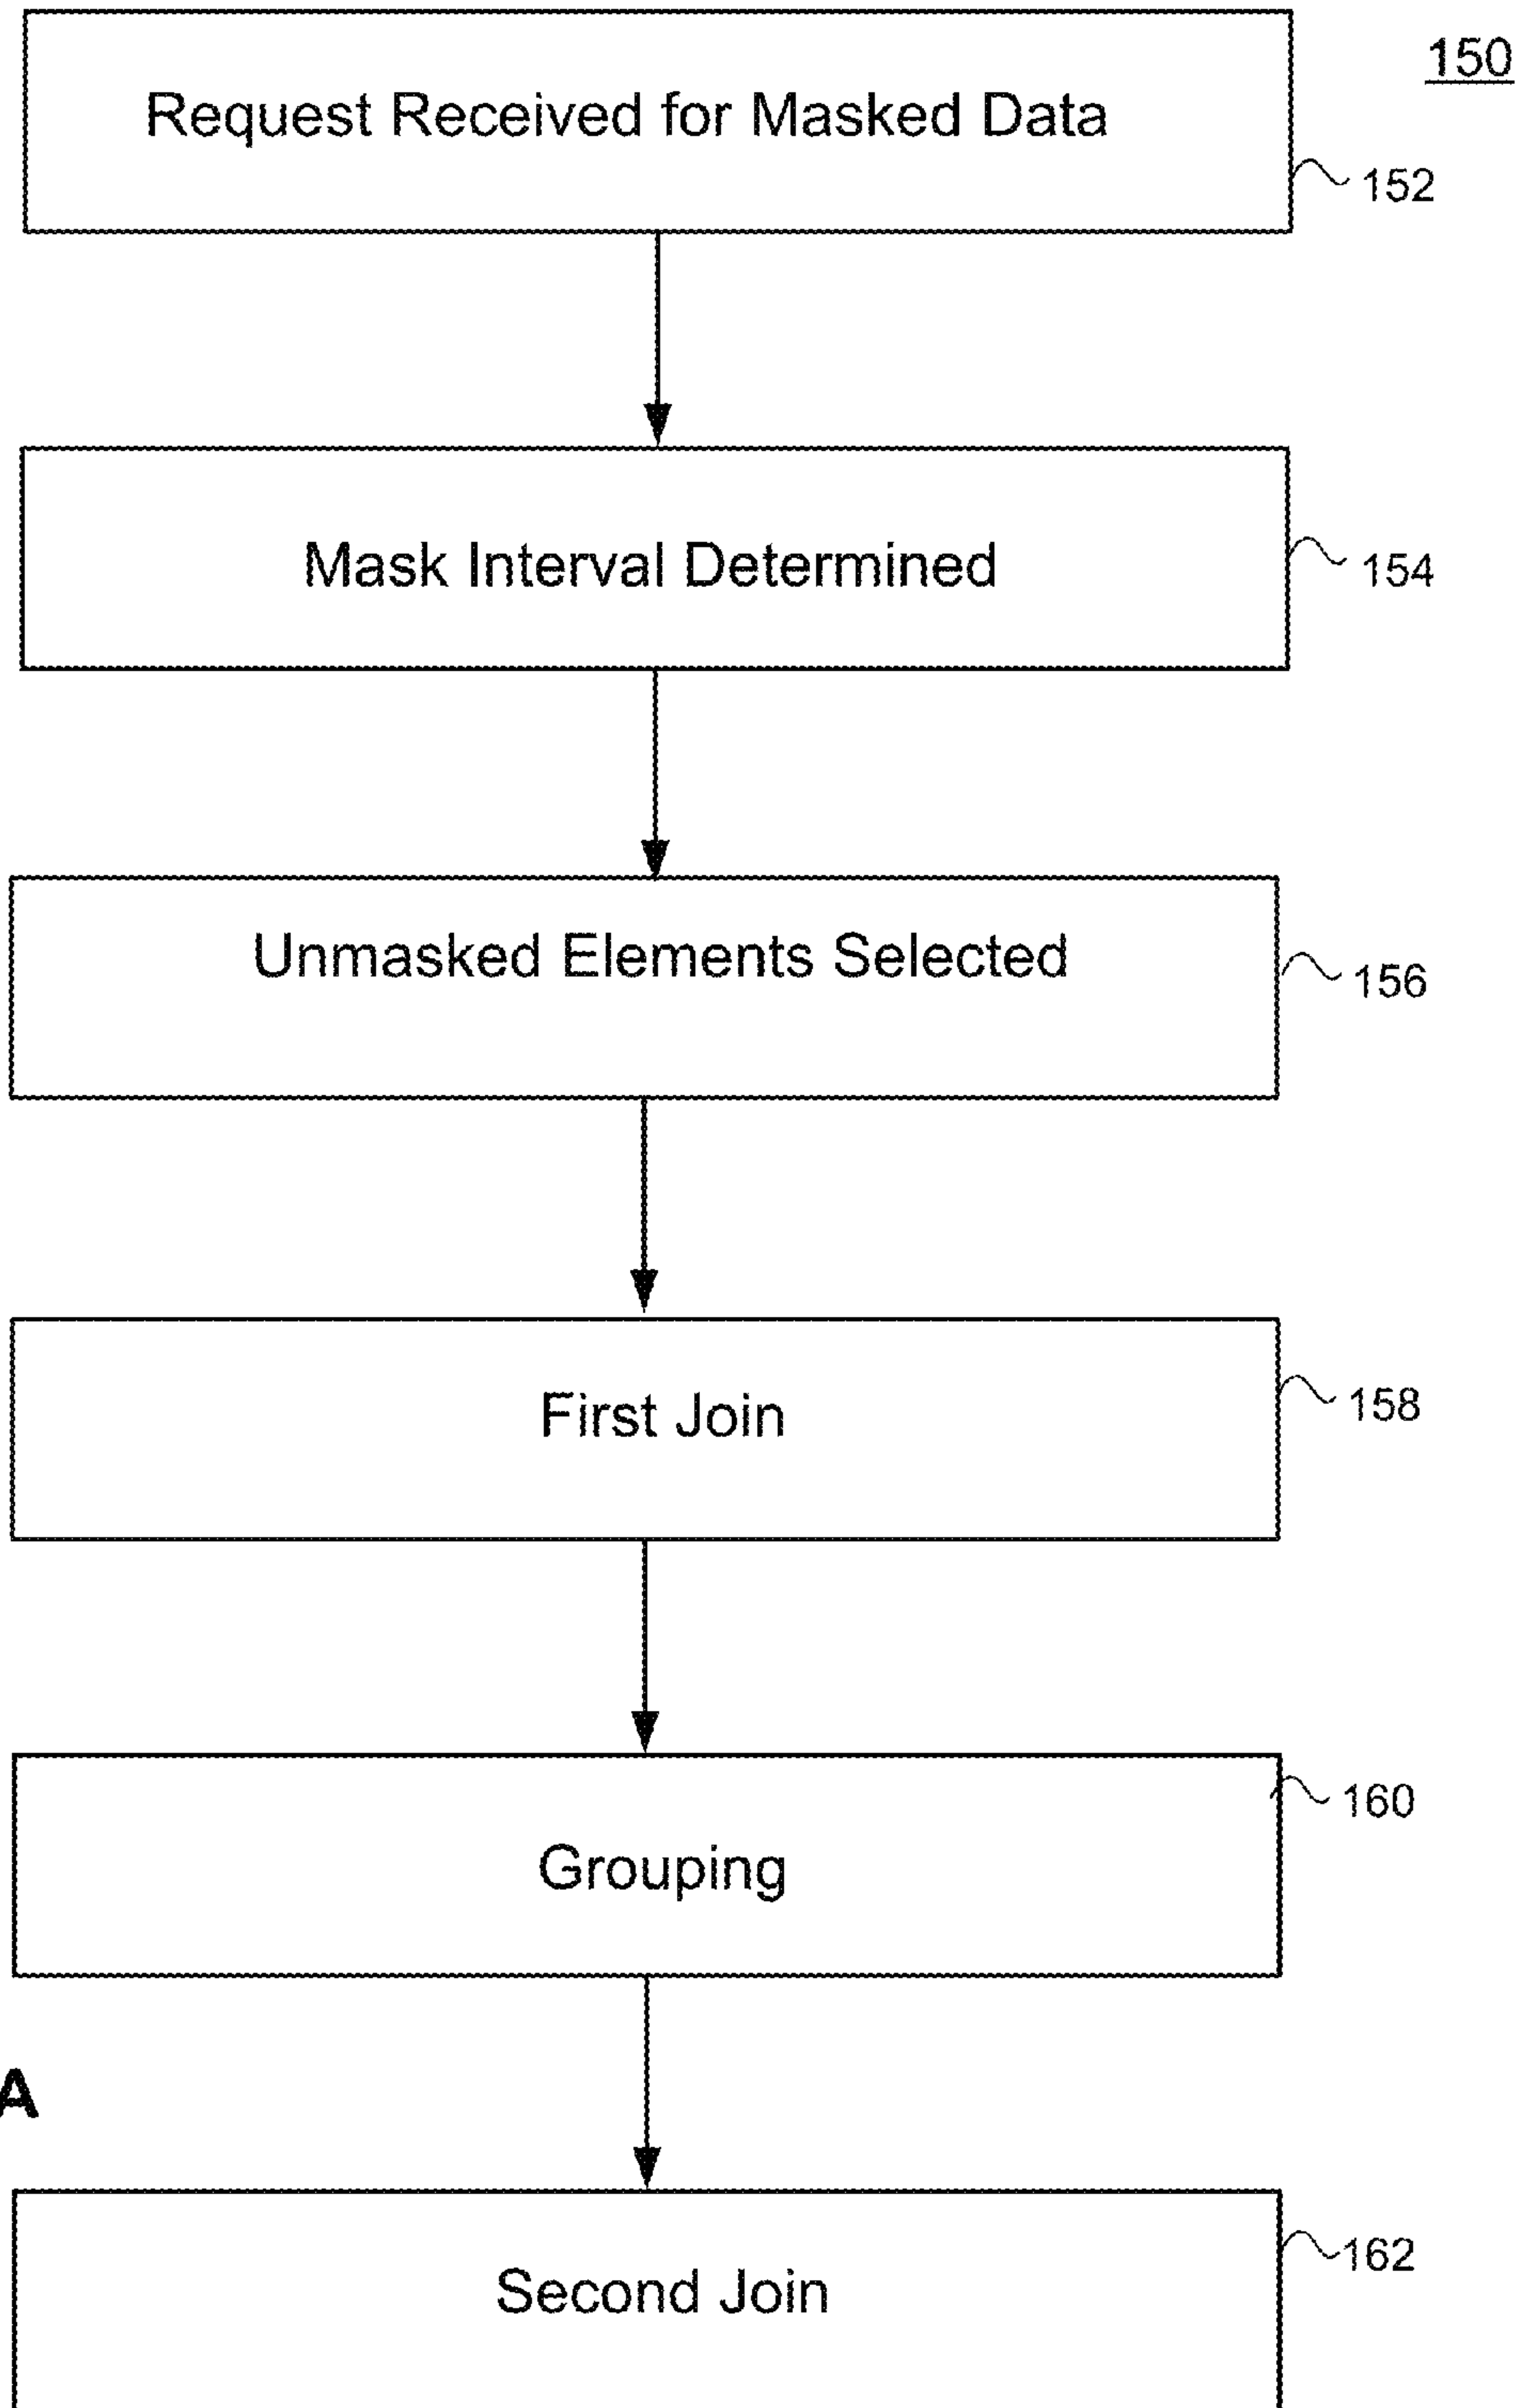 150
Request Received for Masked Data
152
Mask Interval Determined
154
Unmasked Elements Selected
156
First Join
158
160
Grouping
A
162
Second Join